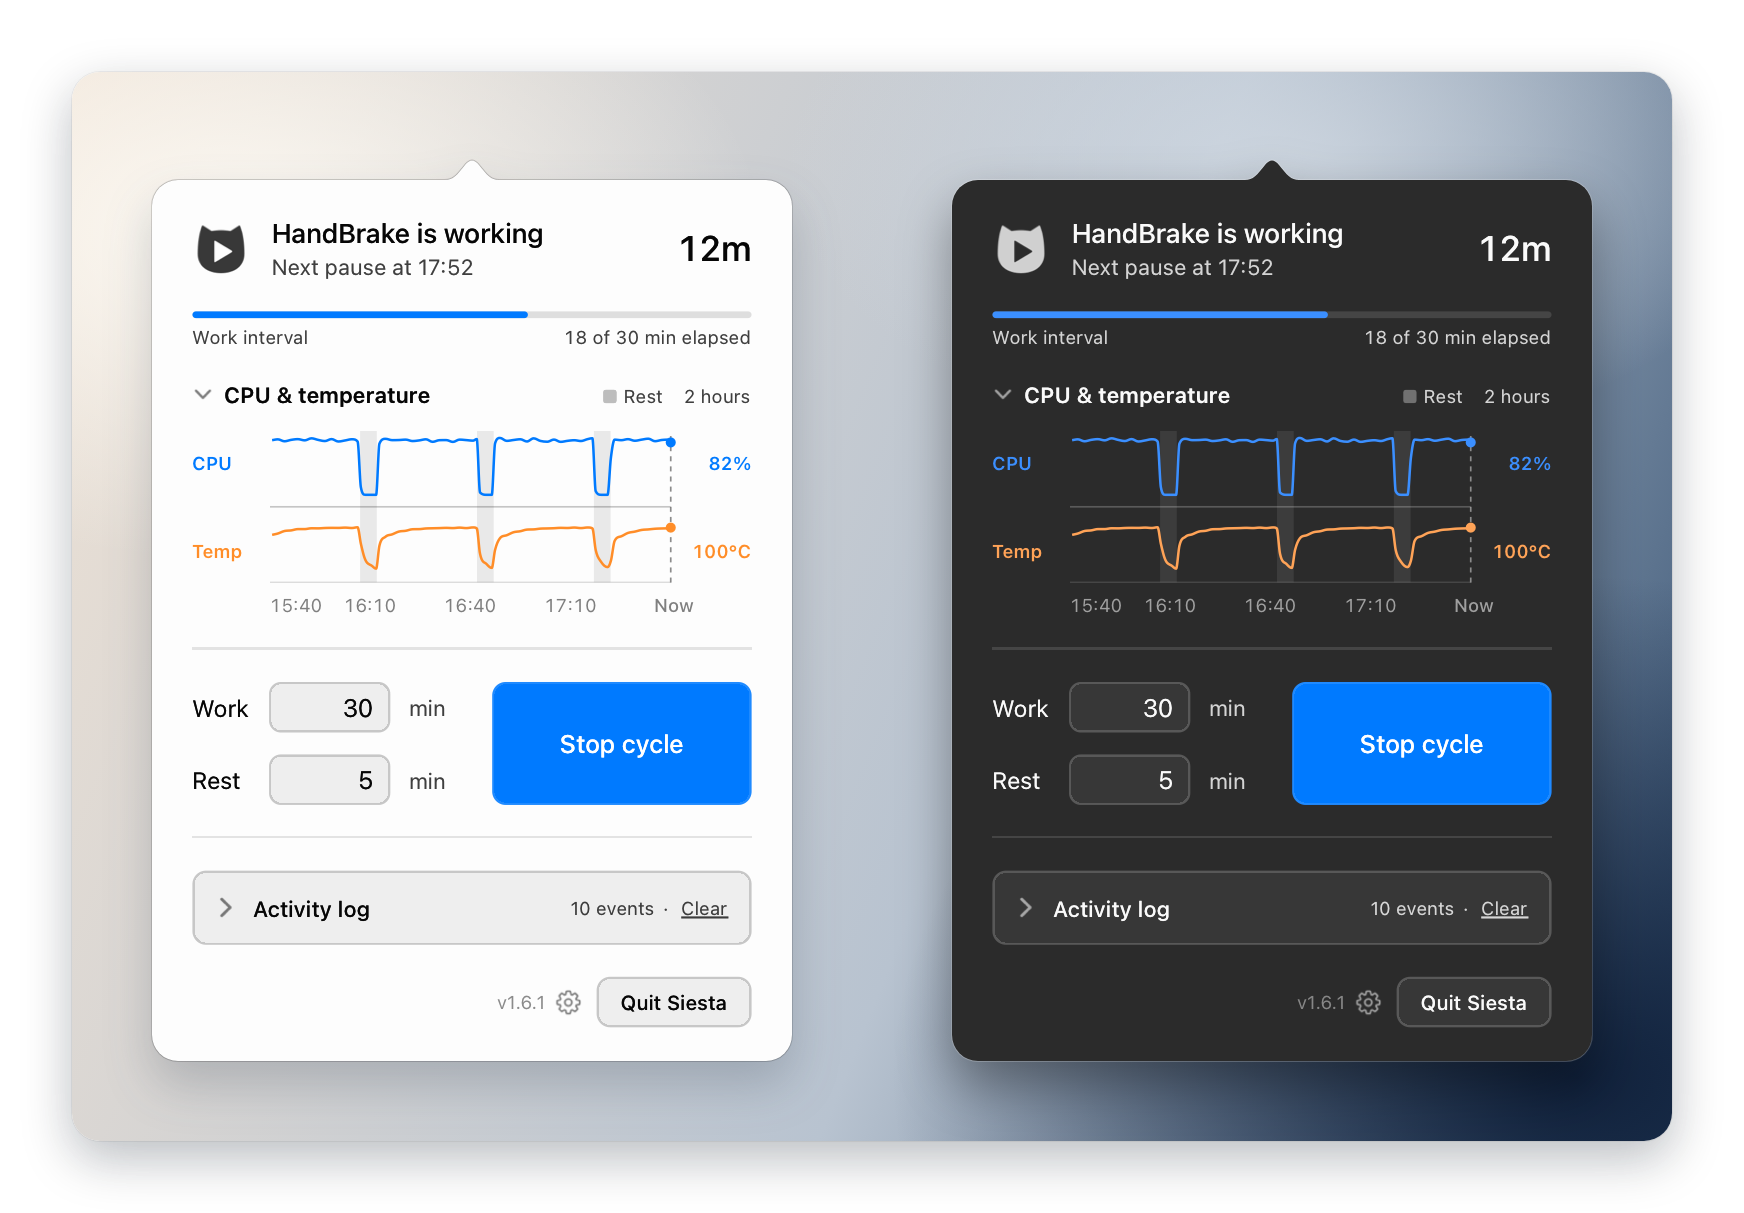 HandBrake is working
Next pause at 17:52
12m
Work interval
18 of 30 min elapsed
CPU & temperature
Rest
2 hours
CPU
82%
Temp
100°C
15:40 16:10 16:40 17:10 Now
Work 30 min
Rest 5 min
Stop cycle
Activity log
10 events · Clear
v1.6.1
Quit Siesta
HandBrake is working
Next pause at 17:52
12m
Work interval
18 of 30 min elapsed
CPU & temperature
Rest
2 hours
CPU
82%
Temp
100°C
15:40 16:10 16:40 17:10 Now
Work 30 min
Rest 5 min
Stop cycle
Activity log
10 events · Clear
v1.6.1
Quit Siesta